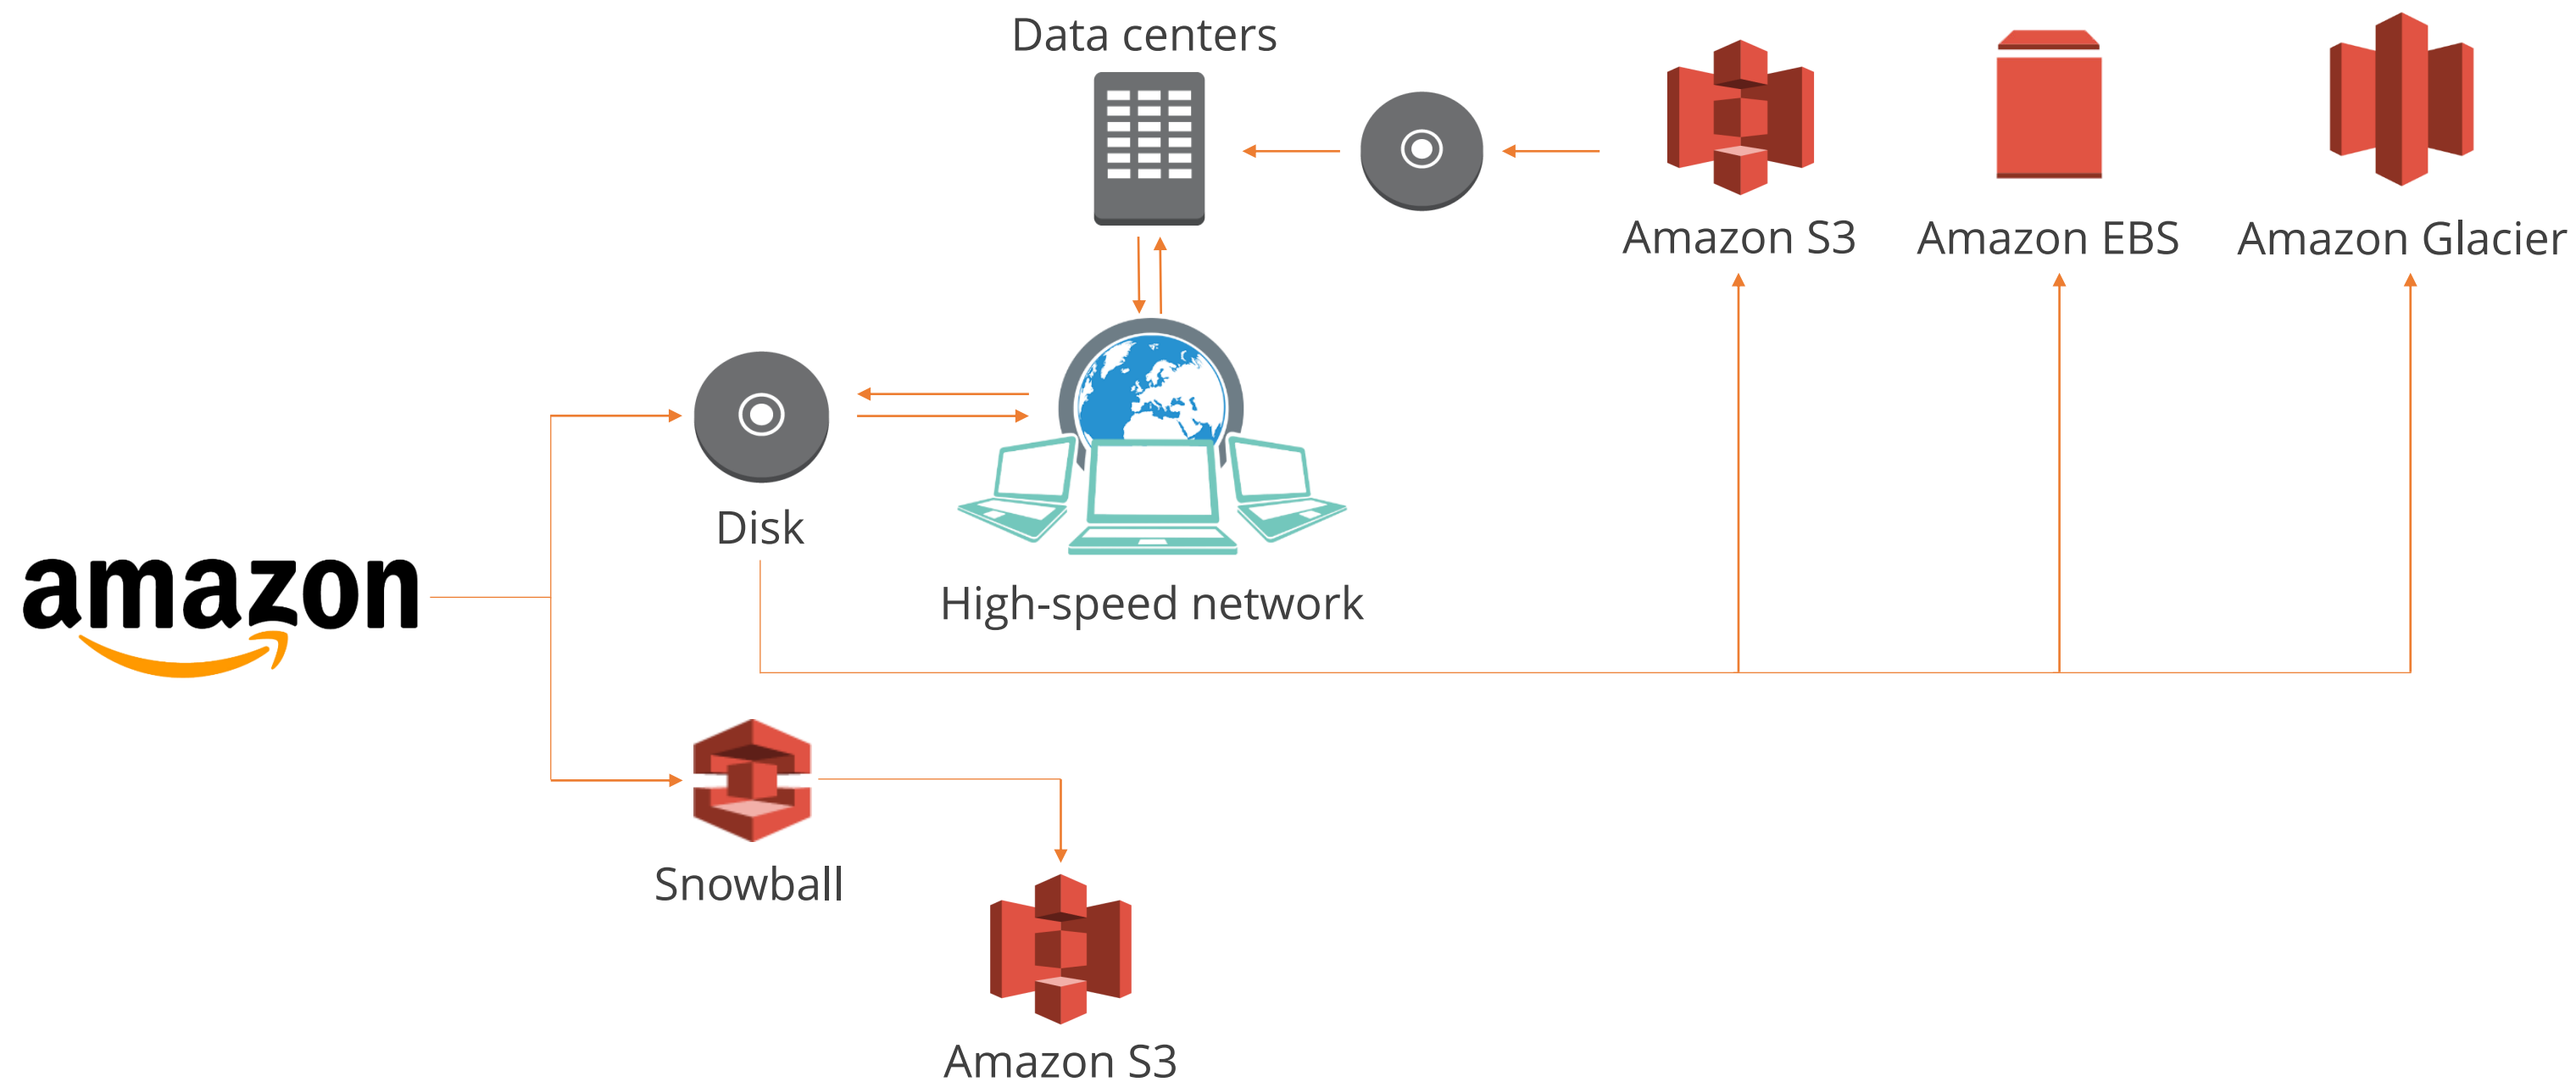 Data centers
Amazon S3
Amazon EBS
Amazon Glacier
Disk
High-speed network
amazon
Snowball
Amazon S3